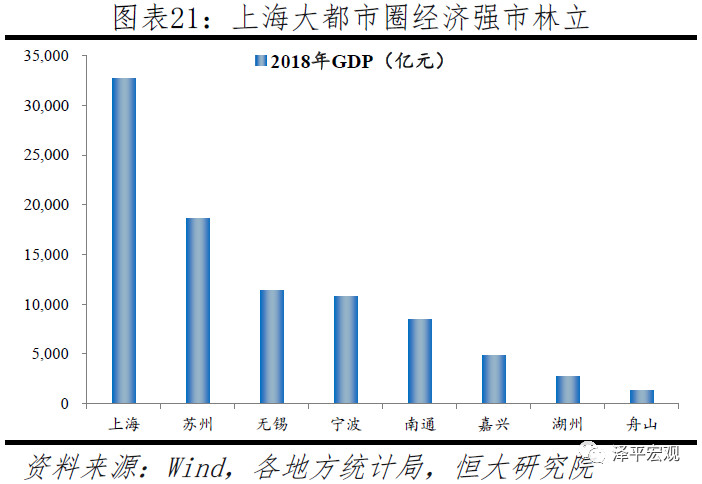 图表21：上海大都市圈经济强市林立
2018年GDP（亿元）
35,000
30,000
25,000
20,000
15,000
10,000
5,000
0
上海 苏州 无锡 宁波 南通 嘉兴 湖州 舟山
泽平宏观
资料来源：Wind，各地方统计局，恒大研究院